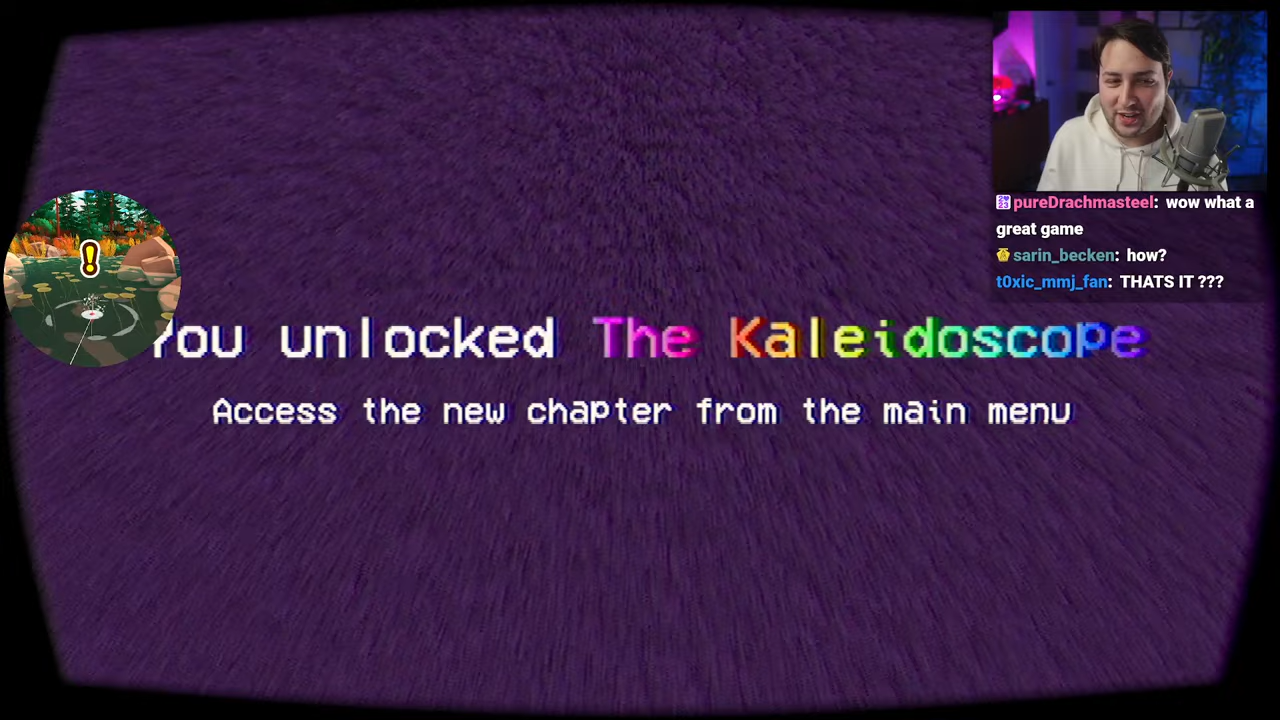 pureDrachmasteel: wow what a
great game
sarin_becken: how?
t0xic_mmj_fan: THATS IT ???
You unlocked The Kaleidoscope
Access the new chapter from the main menu